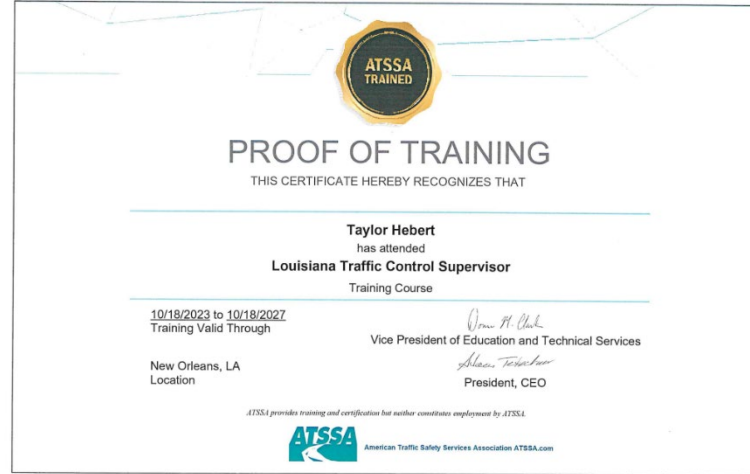 ATSSA
TRAINED
PROOF OF TRAINING
THIS CERTIFICATE HEREBY RECOGNIZES THAT
Taylor Hebert
has attended
Louisiana Traffic Control Supervisor
Training Course
10/18/2023 to 10/18/2027
Training Valid Through
Vice President of Education and Technical Services
New Orleans, LA
Location
President, CEO
ATSSA provides training and certification but neither constitutes employment by ATSSA.
ATSSA
American Traffic Safety Services Association ATSSA.com